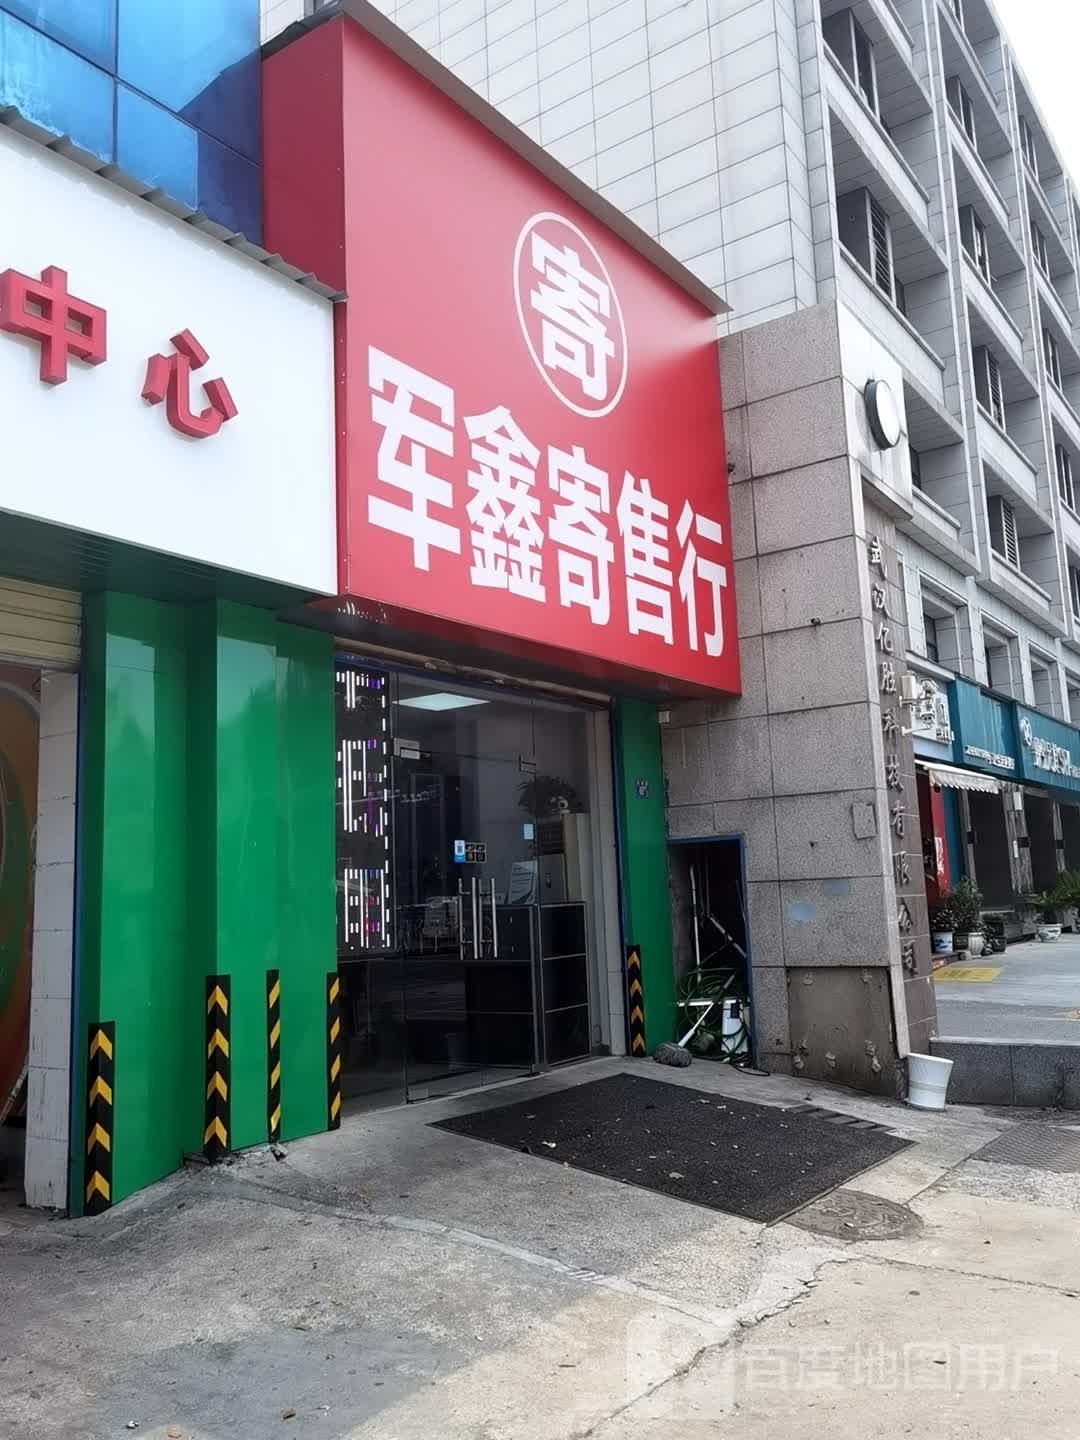 中心
寄
军鑫寄售行
武汉亿胜科技有限公司
百度地图用户